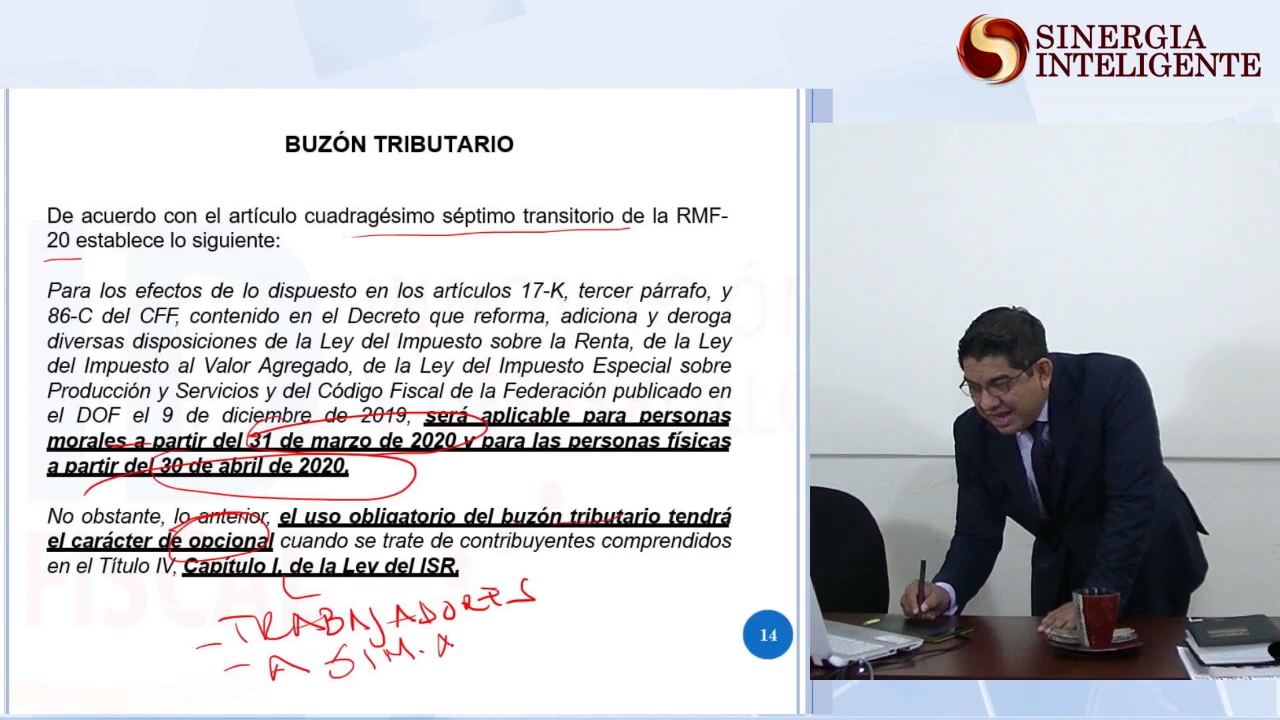 SINERGIA
INTELIGENTE
BUZÓN TRIBUTARIO
De acuerdo con el artículo cuadragésimo séptimo transitorio de la RMF-
20 establece lo siguiente:
Para los efectos de lo dispuesto en los artículos 17-K, tercer párrafo, y
86-C del CFF, contenido en el Decreto que reforma, adiciona y deroga
diversas disposiciones de la Ley del Impuesto sobre la Renta, de la Ley
del Impuesto al Valor Agregado, de la Ley del Impuesto Especial sobre
Producción y Servicios y del Código Fiscal de la Federación publicado en
el DOF el 9 de diciembre de 2019, será aplicable para personas
morales a partir del 31 de marzo de 2020 y para las personas físicas
a partir del 30 de abril de 2020.
No obstante, lo anterior, el uso obligatorio del buzón tributario tendrá
el carácter de opcional cuando se trate de contribuyentes comprendidos
en el Título IV, Capítulo I, de la Ley del ISR.
- TRABAJADORES
- ASIM. A
14